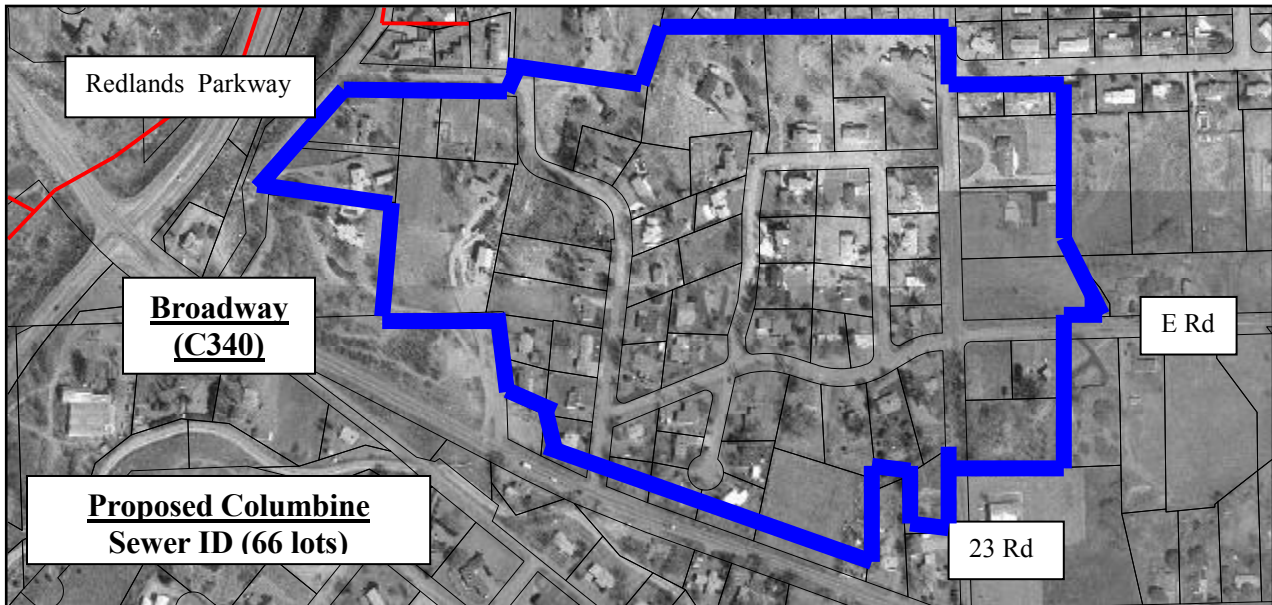 Redlands Parkway
Broadway
(C340)
E Rd
Proposed Columbine
Sewer ID (66 lots)
23 Rd